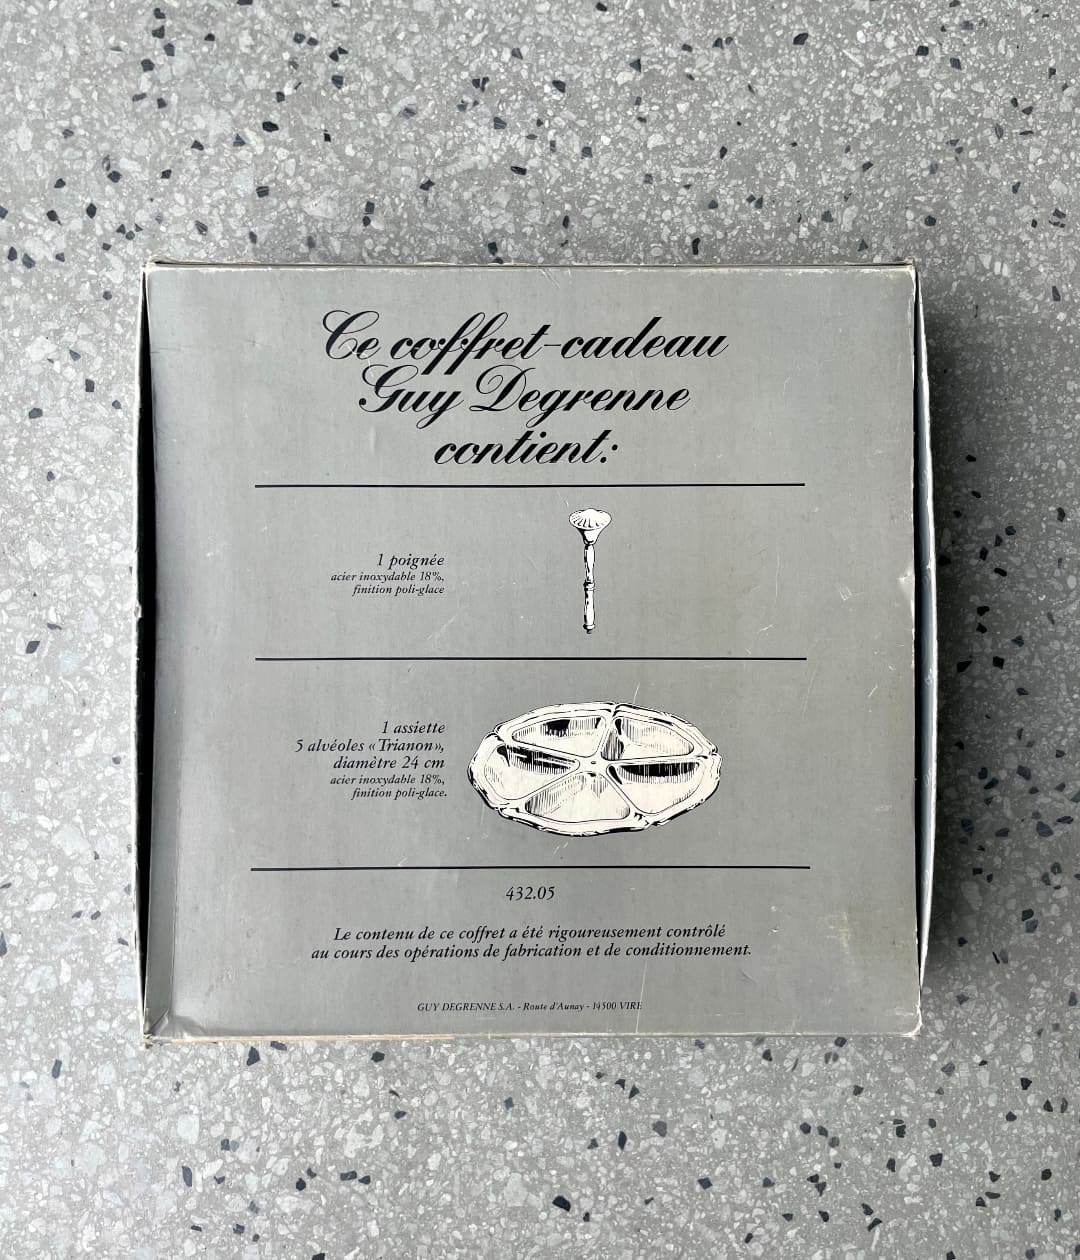 Ce coffret-cadeau
Guy Degrenne
contient:
1 poignée
acier inoxydable 18%,
finition poli-glace
1 assiette
5 alvéoles « Trianon »,
diamètre 24 cm
acier inoxydable 18%,
finition poli-glace.
432.05
Le contenu de ce coffret a été rigoureusement contrôlé
au cours des opérations de fabrication et de conditionnement.
GUY DEGRENNE S.A. - Route d'Aunay - 14500 VIRE